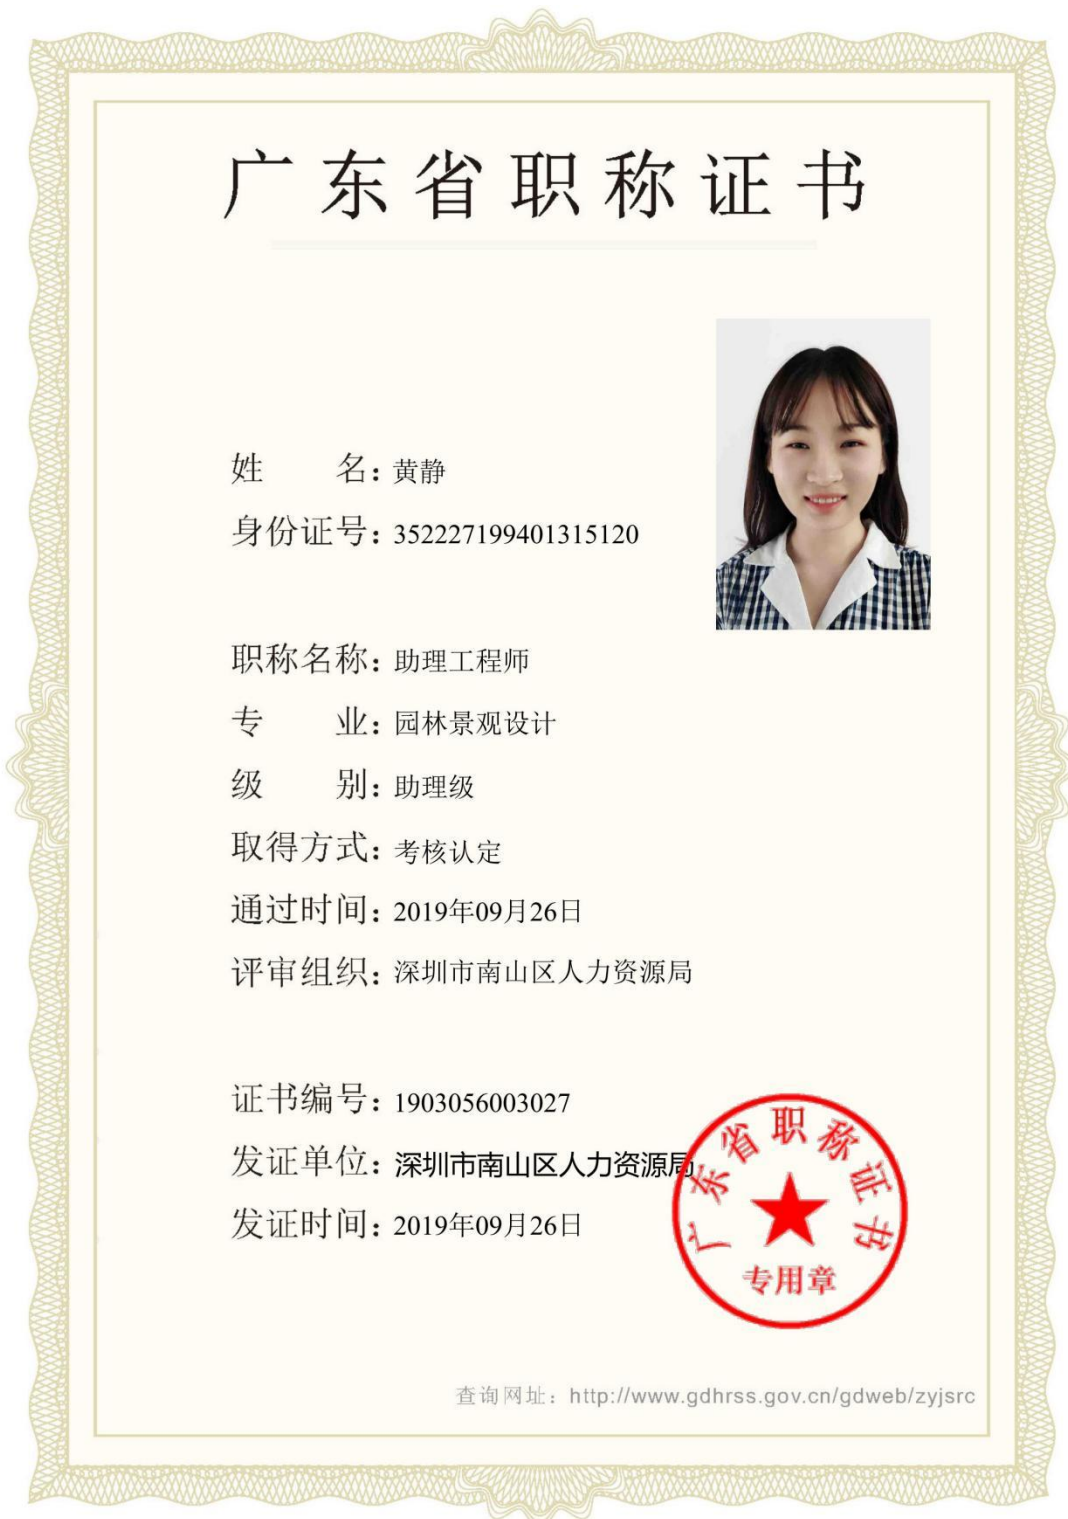 广东省职称证书
姓 名：黄静
身份证号：352227199401315120
职称名称：助理工程师
专 业：园林景观设计
级 别：助理级
取得方式：考核认定
通过时间：2019年09月26日
评审组织：深圳市南山区人力资源局
证书编号：1903056003027
发证单位：深圳市南山区人力资源局
发证时间：2019年09月26日
广东省职称证书
专用章
查询网址：http://www.gdhrss.gov.cn/gdweb/zyjsrc